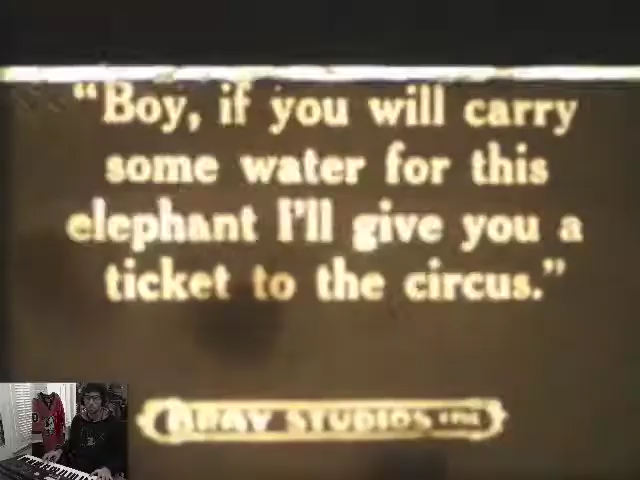 “Boy, if you will carry
some water for this
elephant I'll give you a
ticket to the circus.”
BRAY STUDIOS INC